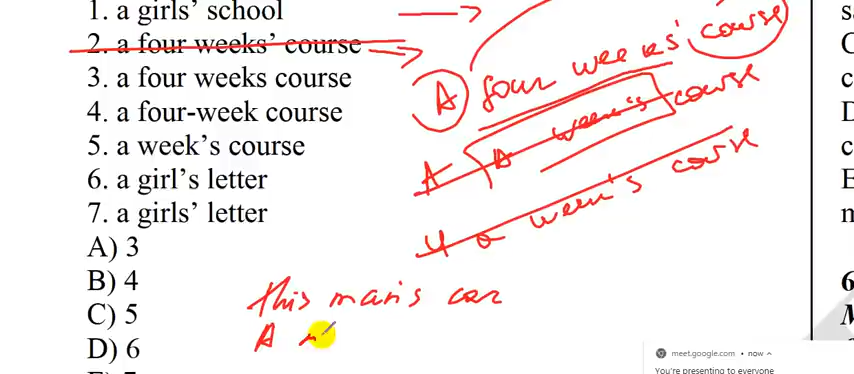 1. a girls' school
2. a four weeks' course
3. a four weeks course
4. a four-week course
5. a week's course
6. a girl's letter
7. a girls' letter
A) 3
B) 4
C) 5
D) 6
A four weeks' course
A A week's course
a week's course
this man's car
A
6
meet.google.com • now
You're presenting to everyone